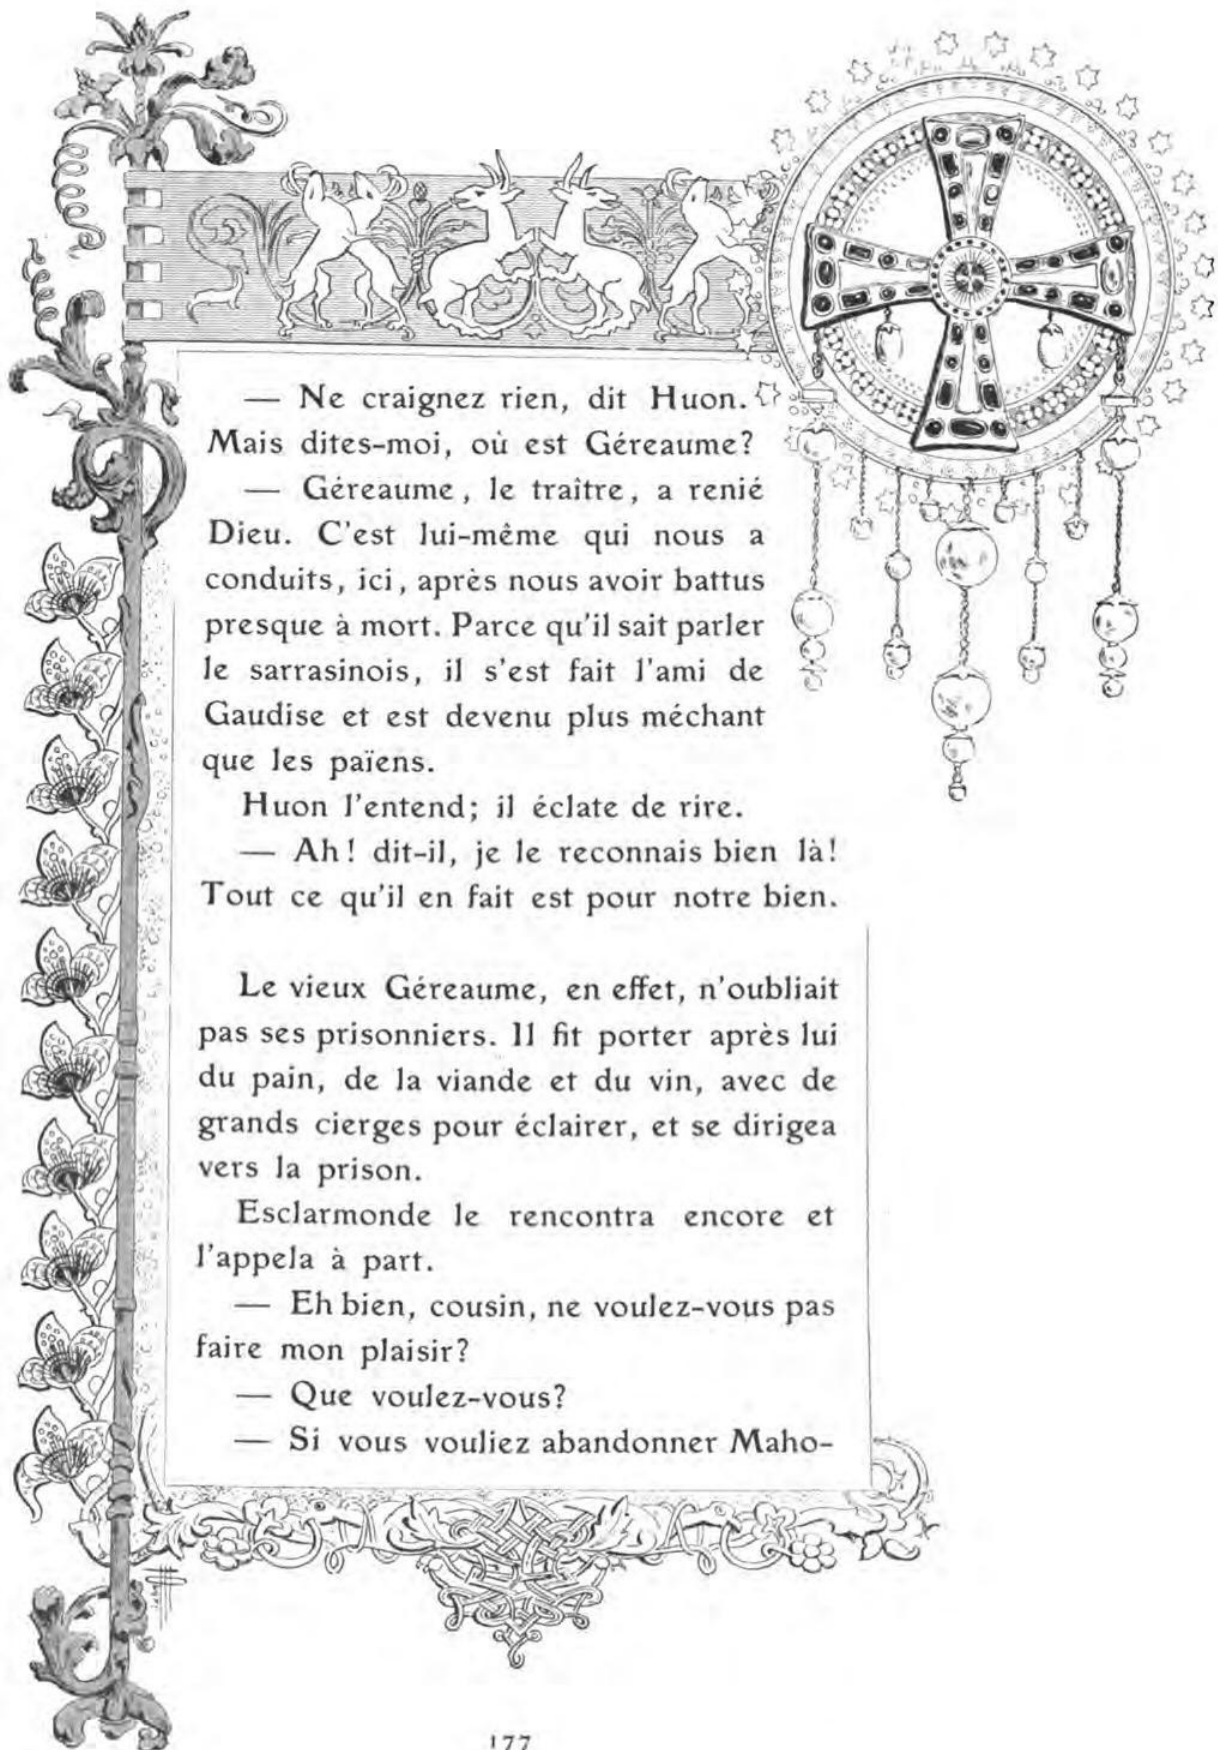 — Ne craignez rien, dit Huon.
Mais dites-moi, où est Géreaume?
— Géreaume, le traître, a renié
Dieu. C'est lui-même qui nous a
conduits, ici, après nous avoir battus
presque à mort. Parce qu'il sait parler
le sarrasinois, il s'est fait l'ami de
Gaudise et est devenu plus méchant
que les païens.
Huon l'entend; il éclate de rire.
— Ah! dit-il, je le reconnais bien là!
Tout ce qu'il en fait est pour notre bien.
Le vieux Géreaume, en effet, n'oubliait
pas ses prisonniers. Il fit porter après lui
du pain, de la viande et du vin, avec de
grands cierges pour éclairer, et se dirigea
vers la prison.
Esclarmonde le rencontra encore et
l'appela à part.
— Eh bien, cousin, ne voulez-vous pas
faire mon plaisir?
— Que voulez-vous?
— Si vous vouliez abandonner Maho-
177